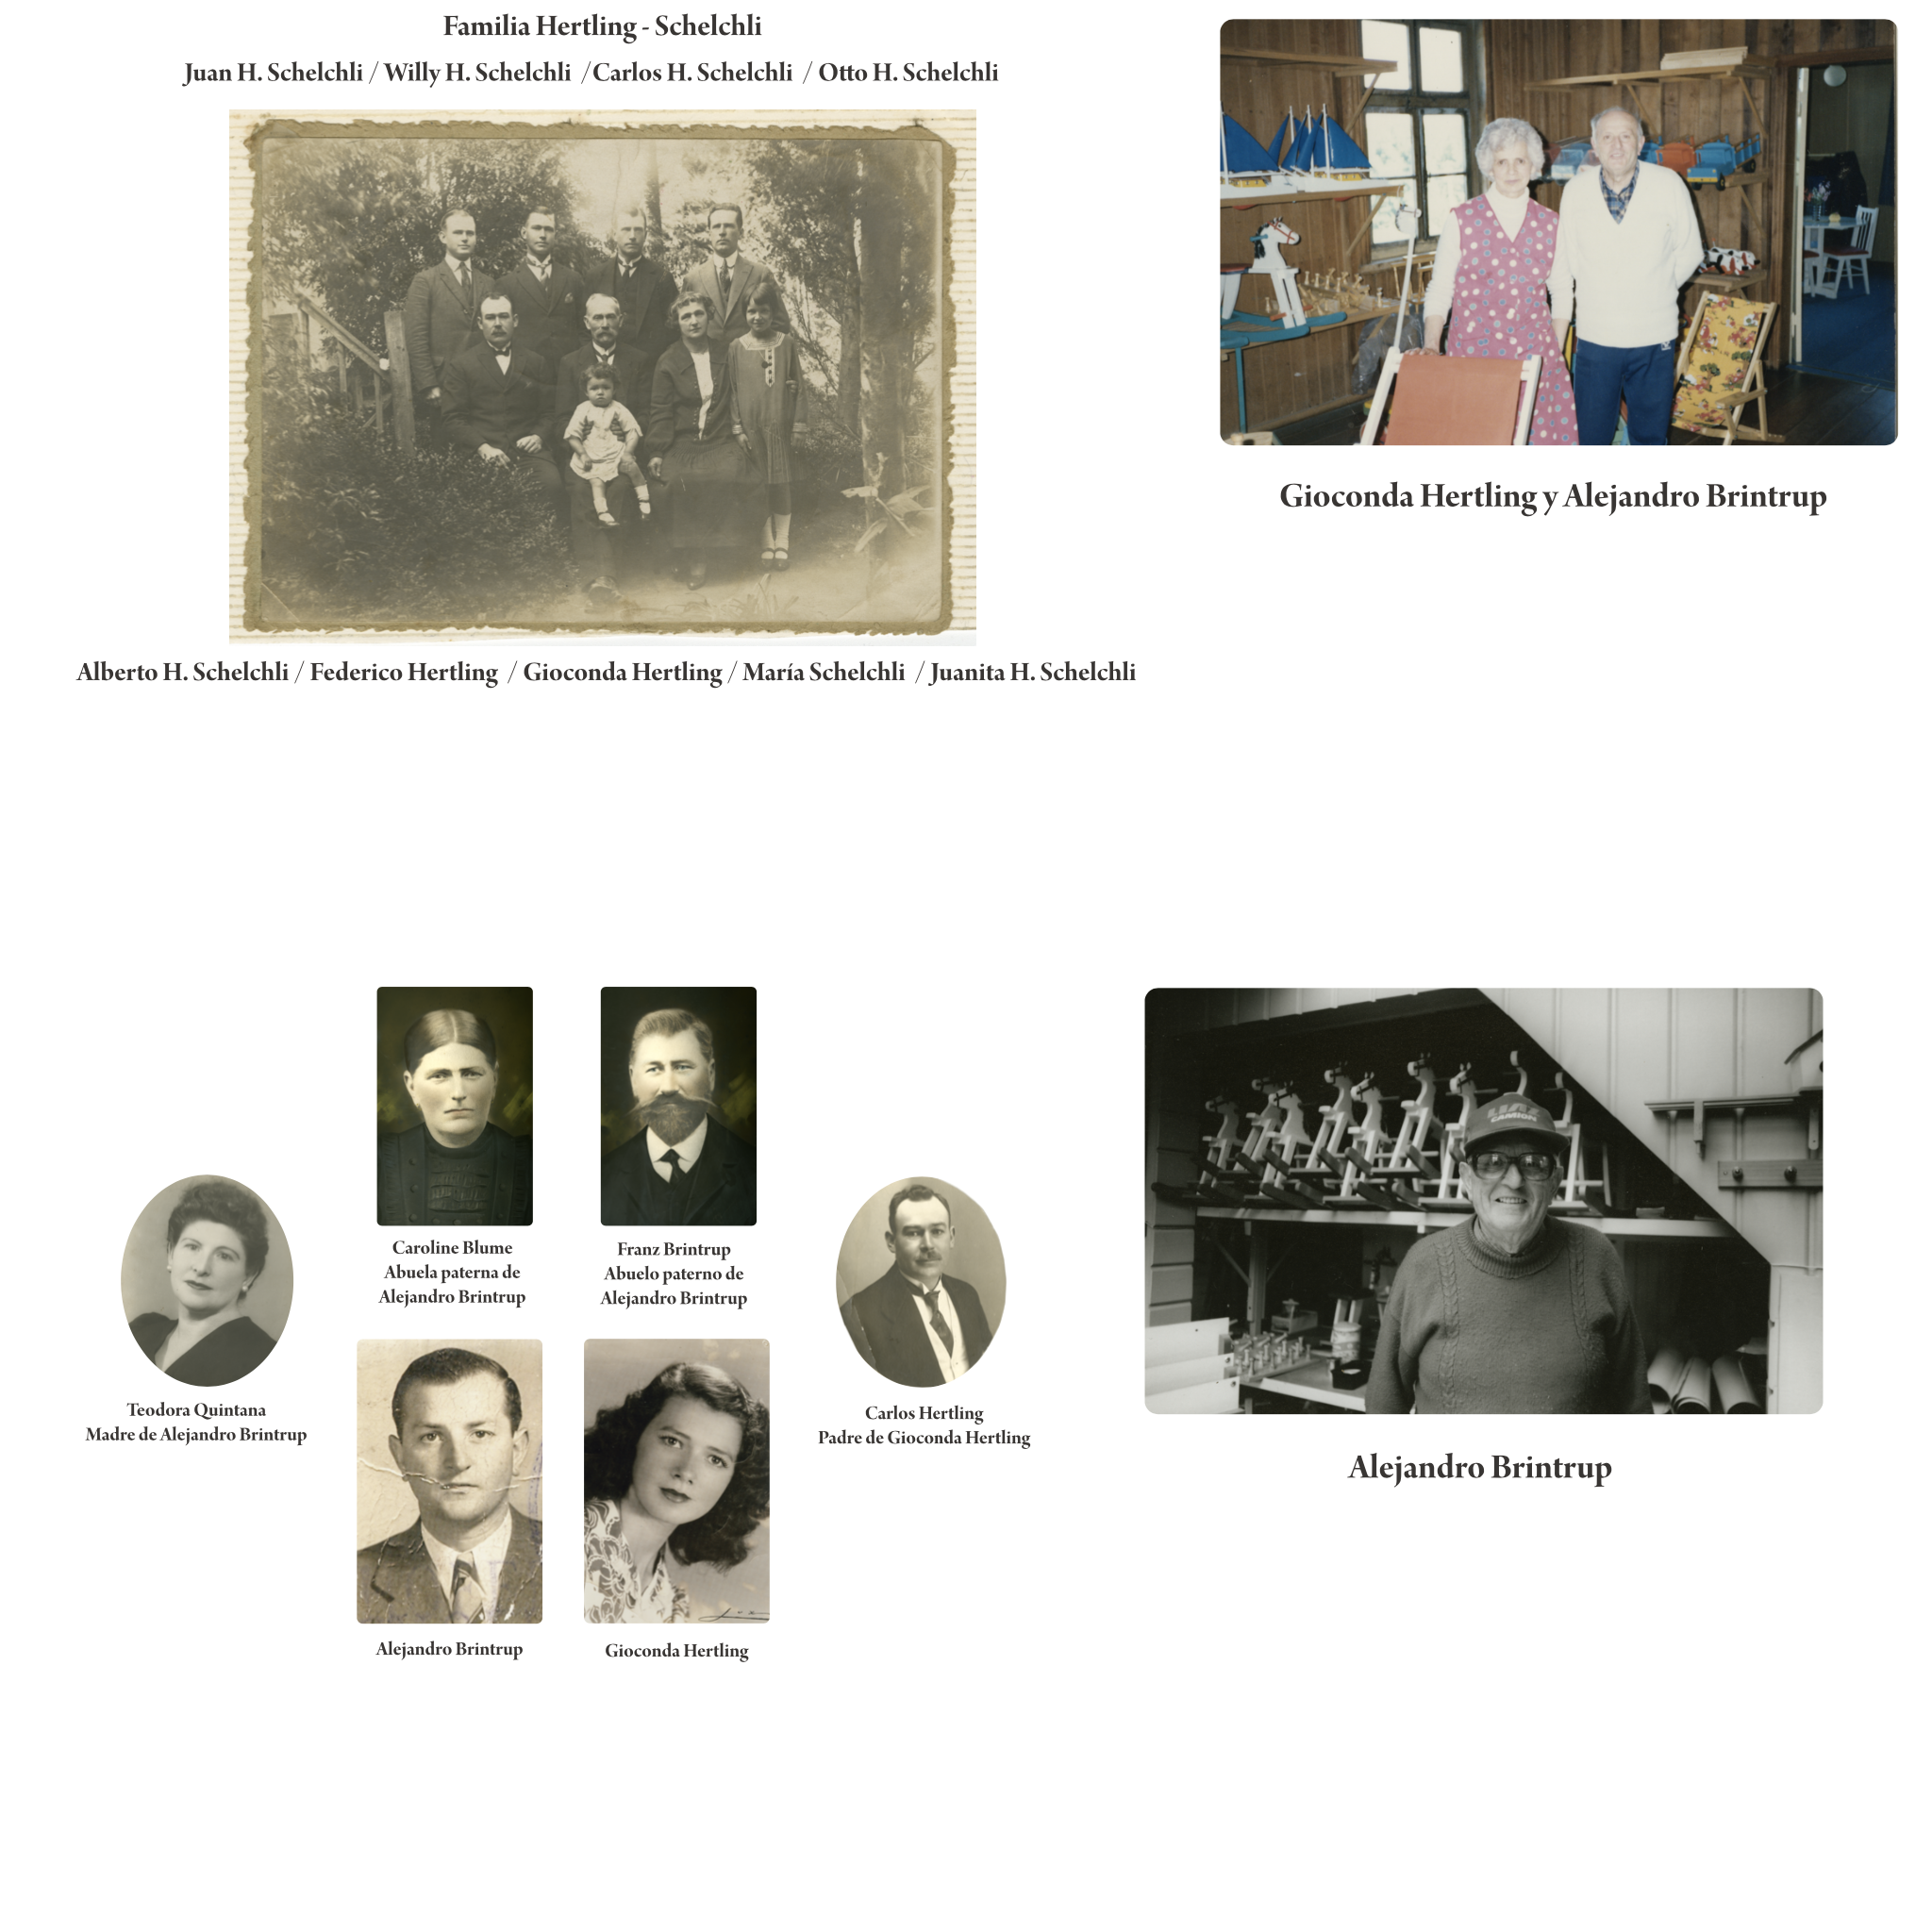 Familia Hertling - Schelchli
Juan H. Schelchli / Willy H. Schelchli / Carlos H. Schelchli / Otto H. Schelchli
Alberto H. Schelchli / Federico Hertling / Gioconda Hertling / María Schelchli / Juanita H. Schelchli
Gioconda Hertling y Alejandro Brintrup
Caroline Blume
Abuela paterna de
Alejandro Brintrup
Franz Brintrup
Abuelo paterno de
Alejandro Brintrup
Teodora Quintana
Madre de Alejandro Brintrup
Carlos Hertling
Padre de Gioconda Hertling
Alejandro Brintrup
Gioconda Hertling
CAMION
Alejandro Brintrup